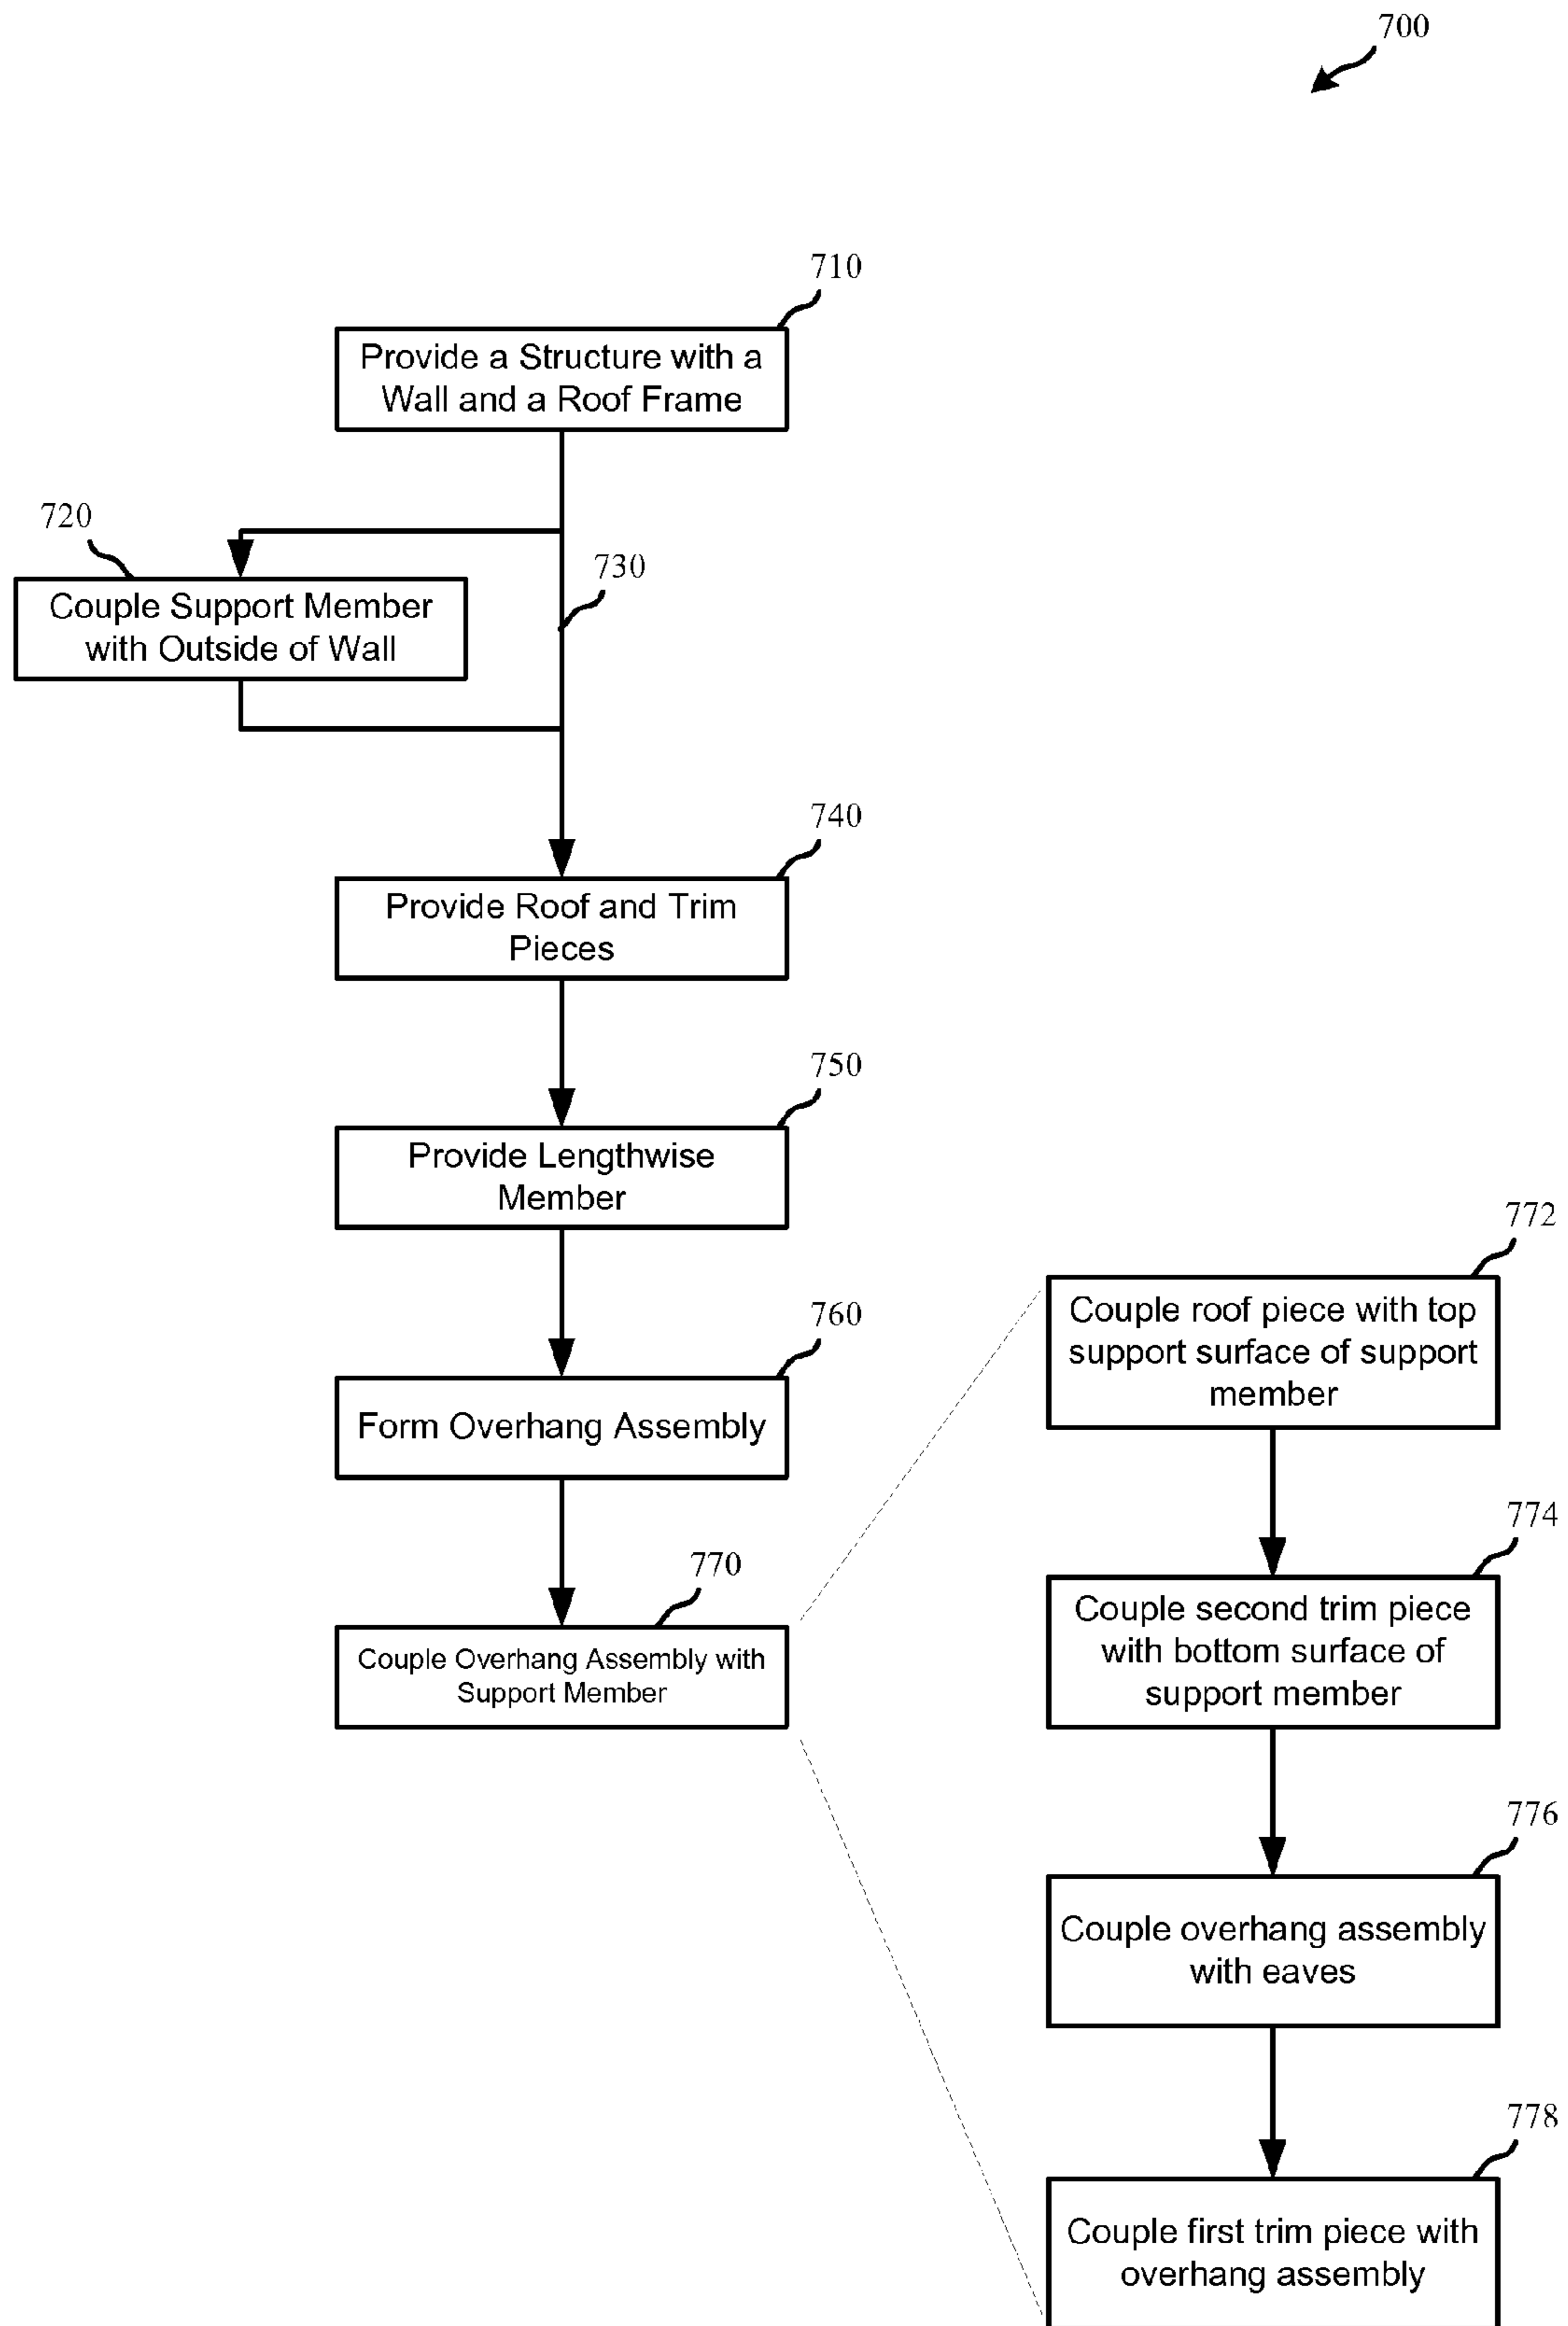 700
710
Provide a Structure with a
Wall and a Roof Frame
720
730
Couple Support Member
with Outside of Wall
740
Provide Roof and Trim
Pieces
750
Provide Lengthwise
Member
760
Form Overhang Assembly
770
Couple Overhang Assembly with
Support Member
772
Couple roof piece with top
support surface of support
member
774
Couple second trim piece
with bottom surface of
support member
776
Couple overhang assembly
with eaves
778
Couple first trim piece with
overhang assembly